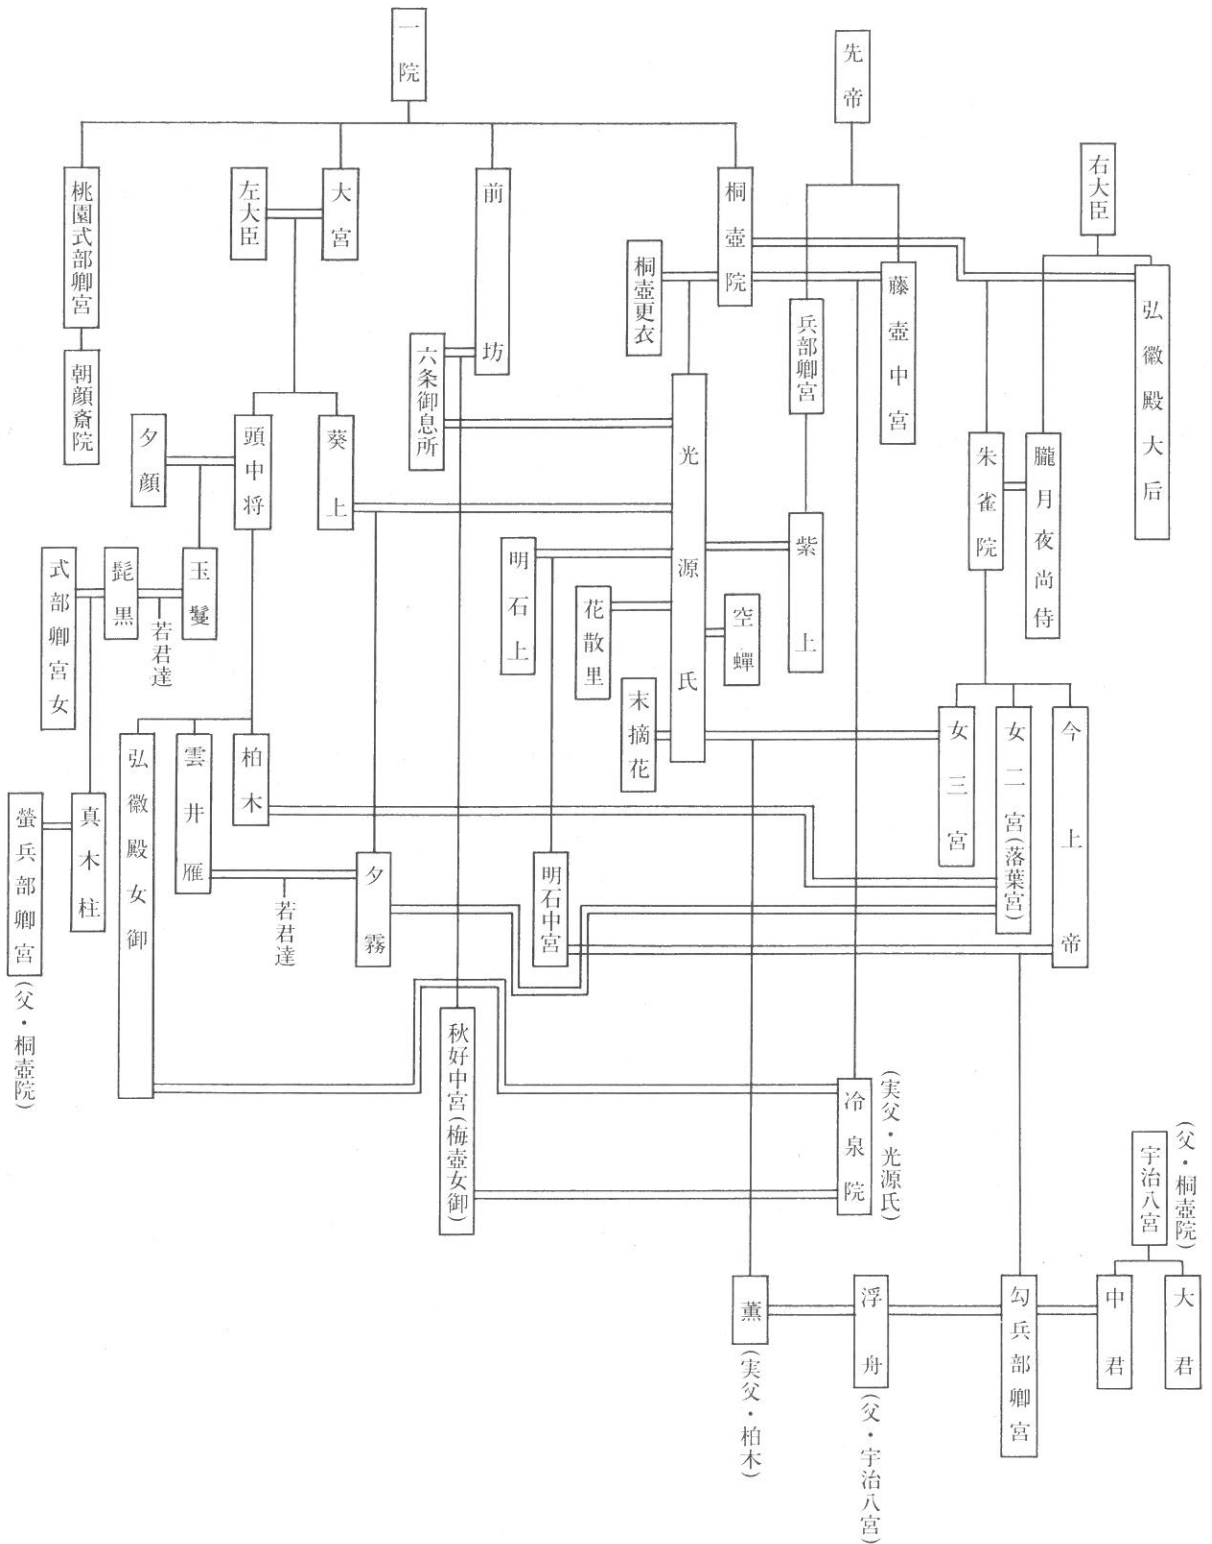 右大臣
弘徽殿大后
朧月夜尚侍
朱雀院
今上帝
女二宮(落葉宮)
女三宮
先帝
藤壺中宮
兵部卿宮
紫上
空蟬
一院
桐壺院
桐壺更衣
光源氏
末摘花
花散里
明石上
明石中宮
前坊
六条御息所
秋好中宮(梅壺女御)
大宮
左大臣
葵上
頭中将
夕顔
夕霧
若君達
柏木
雲井雁
弘徽殿女御
玉鬘
若君達
髭黒
式部卿宮女
真木柱
螢兵部卿宮
(父・桐壺院)
桃園式部卿宮
朝顔斎院
冷泉院
(実父・光源氏)
(父・桐壺院)
宇治八宮
大君
中君
匂兵部卿宮
浮舟
(父・宇治八宮)
薫
(実父・柏木)